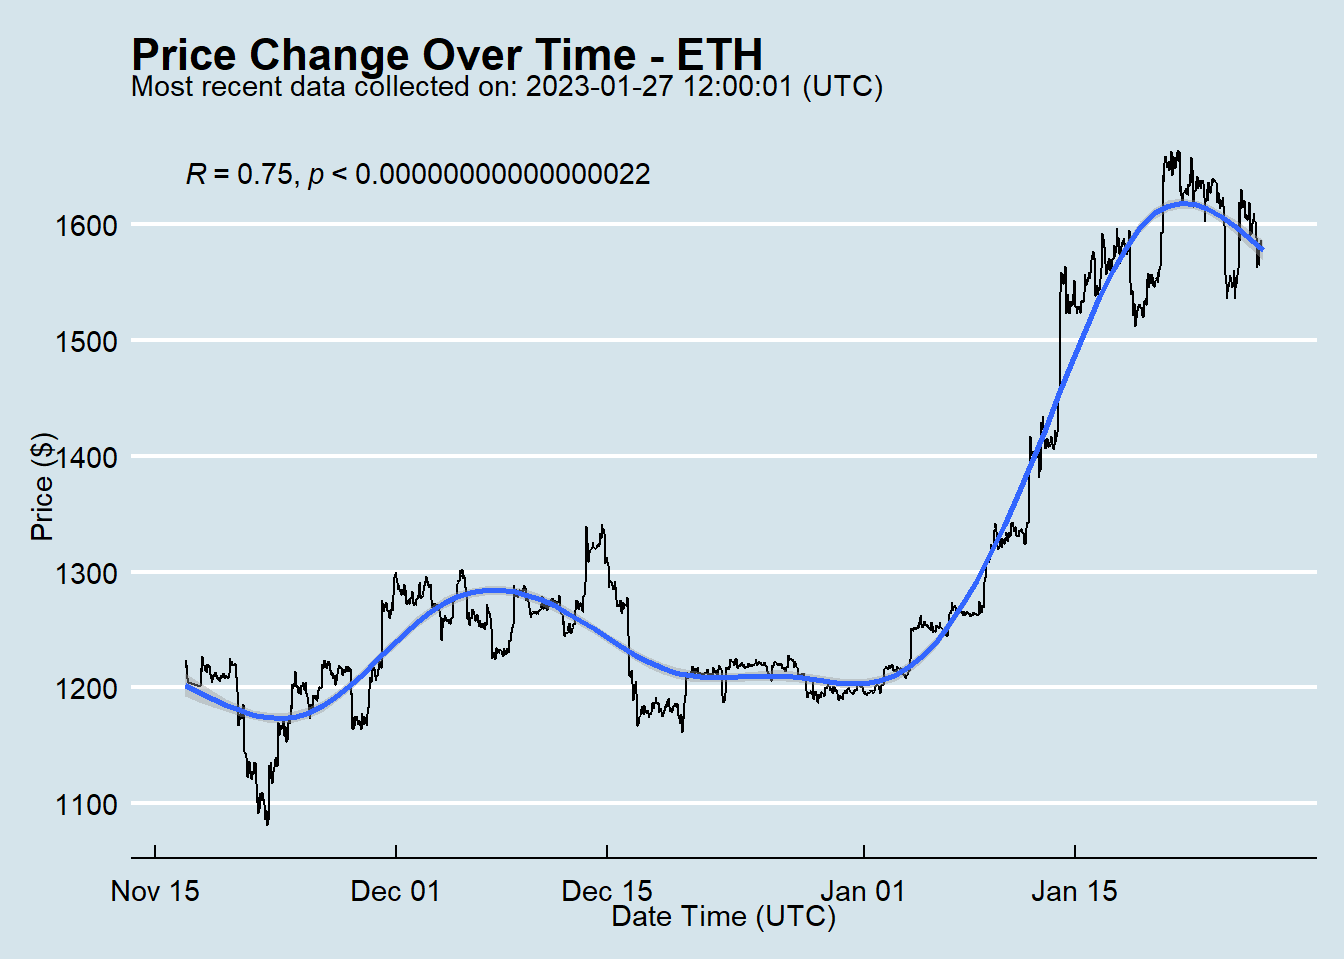 Price Change Over Time - ETH
Most recent data collected on: 2023-01-27 12:00:01 (UTC)
R = 0.75, p < 0.00000000000000022
1600
1500
1400
1300
1200
1100
Price ($)
Nov 15 Dec 01 Dec 15 Jan 01 Jan 15
Date Time (UTC)